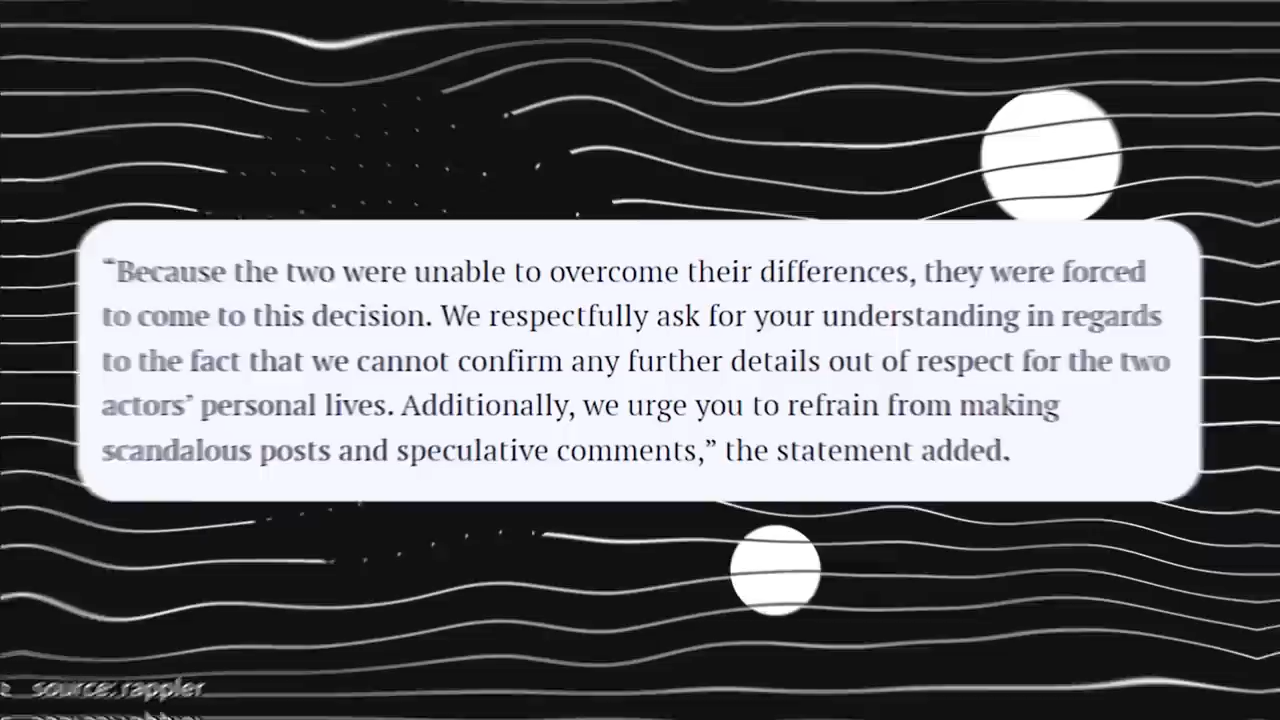 “Because the two were unable to overcome their differences, they were forced
to come to this decision. We respectfully ask for your understanding in regards
to the fact that we cannot confirm any further details out of respect for the two
actors’ personal lives. Additionally, we urge you to refrain from making
scandalous posts and speculative comments,” the statement added.
source: rappler